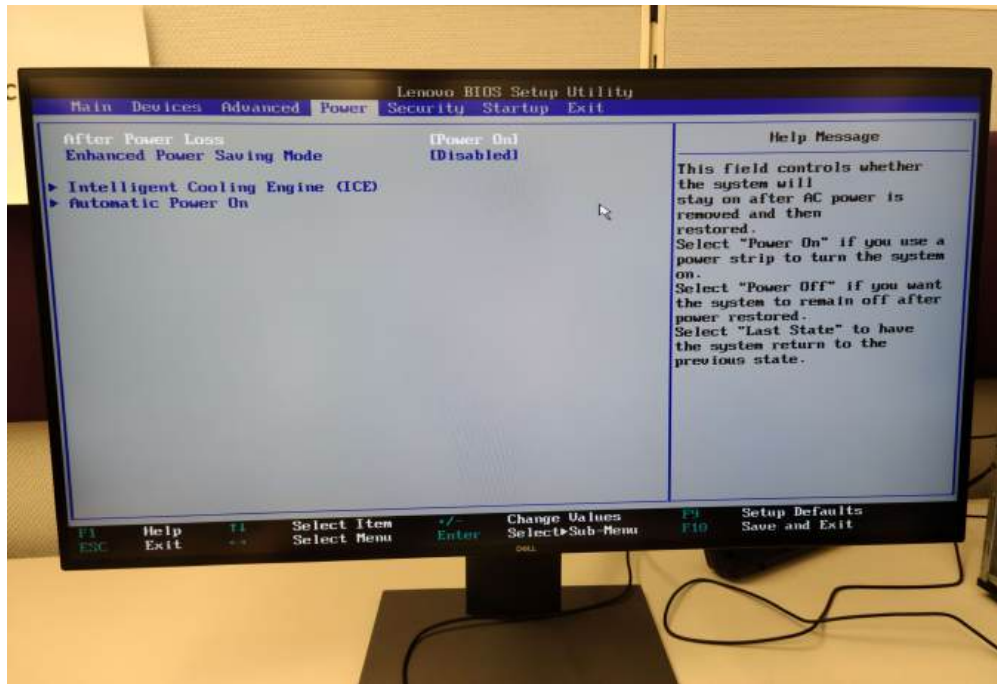 C
Lenovo BIOS Setup Utility
Main Devices Advanced Power Security Startup Exit
After Power Loss [Power On]
Enhanced Power Saving Mode [Disabled]
► Intelligent Cooling Engine (ICE)
► Automatic Power On
Help Message
This field controls whether
the system will
stay on after AC power is
removed and then
restored.
Select "Power On" if you use a
power strip to turn the system
on.
Select "Power Off" if you want
the system to remain off after
power restored.
Select "Last State" to have
the system return to the
previous state.
F1 Help ↑↓ Select Item +/- Change Values F9 Setup Defaults
ESC Exit ↔ Select Menu Enter Select►Sub-Menu F10 Save and Exit
DELL